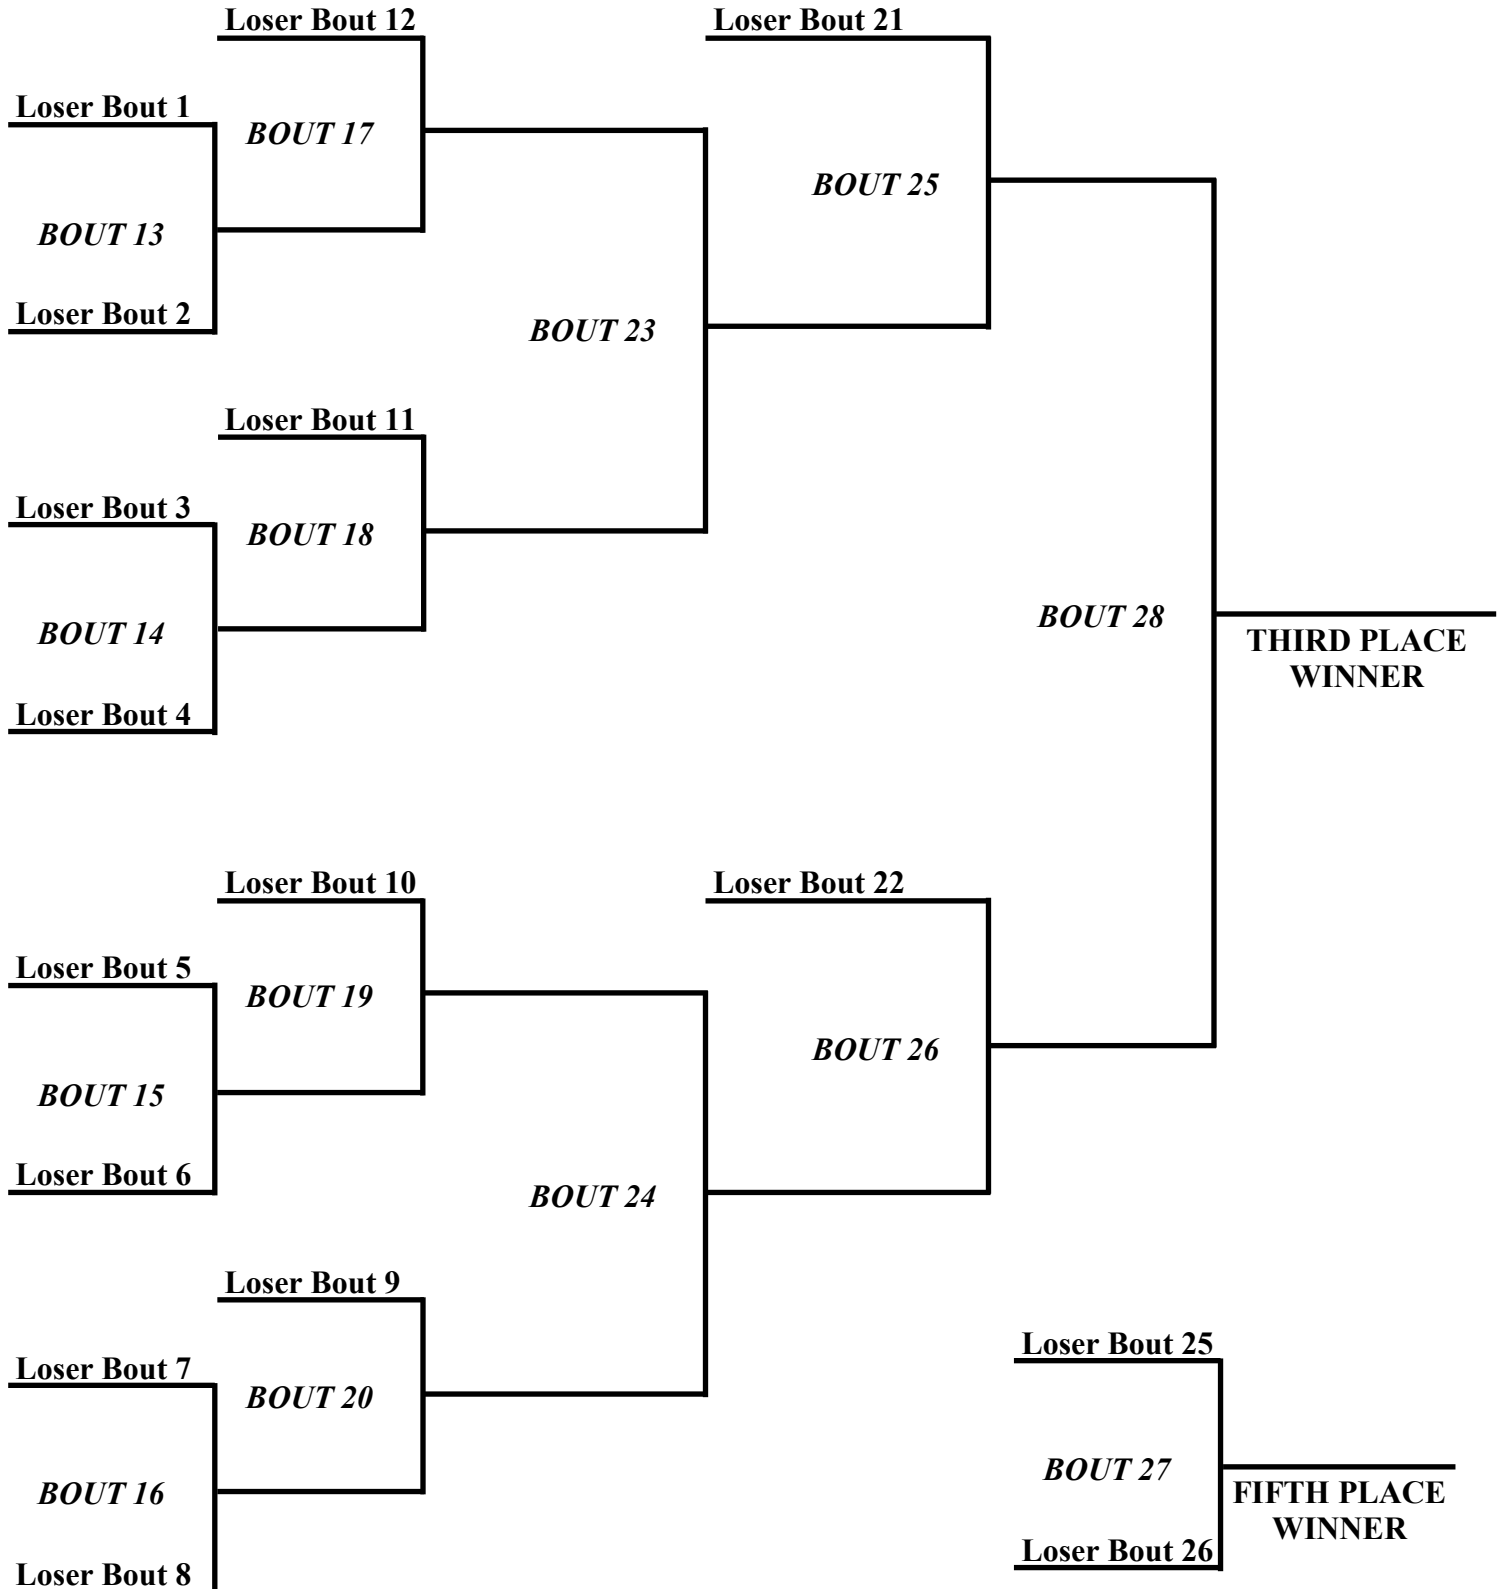 Loser Bout 12
Loser Bout 21
Loser Bout 1
BOUT 17
BOUT 25
BOUT 13
Loser Bout 2
BOUT 23
Loser Bout 11
Loser Bout 3
BOUT 18
BOUT 14
BOUT 28
THIRD PLACE
WINNER
Loser Bout 4
Loser Bout 10
Loser Bout 22
Loser Bout 5
BOUT 19
BOUT 26
BOUT 15
Loser Bout 6
BOUT 24
Loser Bout 9
Loser Bout 25
Loser Bout 7
BOUT 20
BOUT 27
BOUT 16
FIFTH PLACE
WINNER
Loser Bout 26
Loser Bout 8